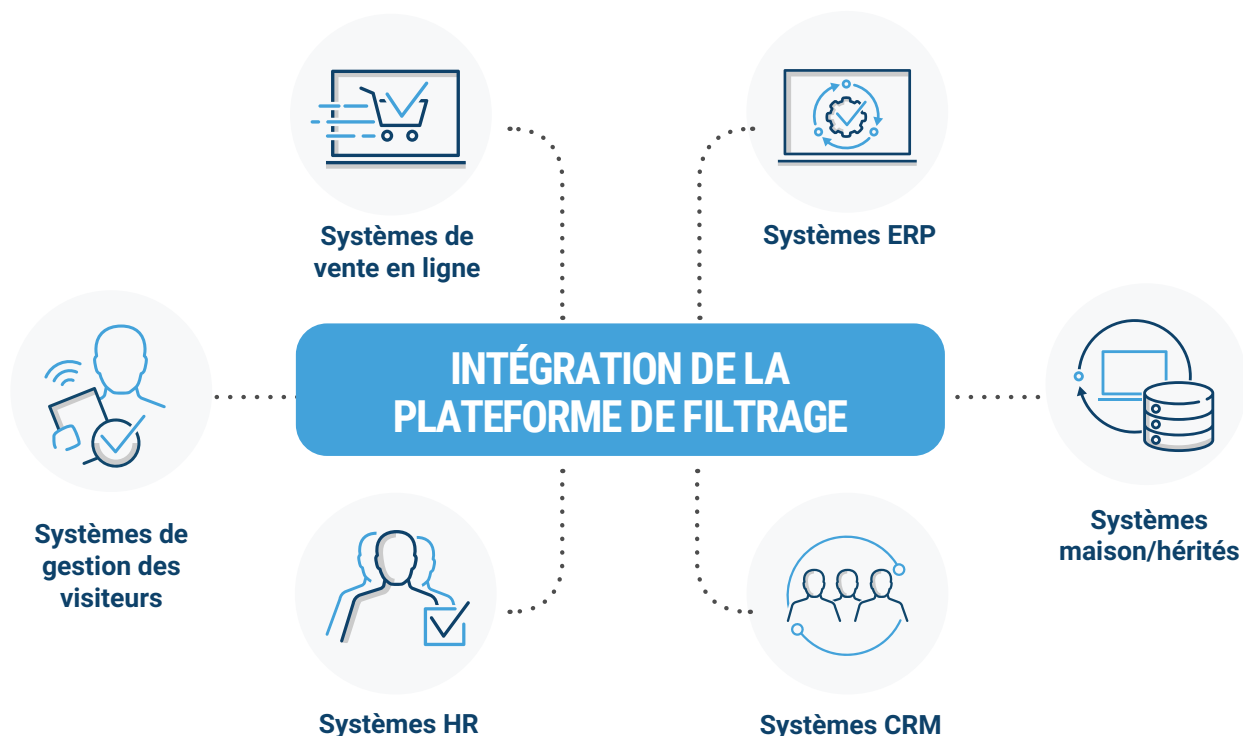 Systèmes de
vente en ligne
Systèmes ERP
INTÉGRATION DE LA
PLATEFORME DE FILTRAGE
Systèmes de
gestion des
visiteurs
Systèmes
maison/hérités
Systèmes HR
Systèmes CRM